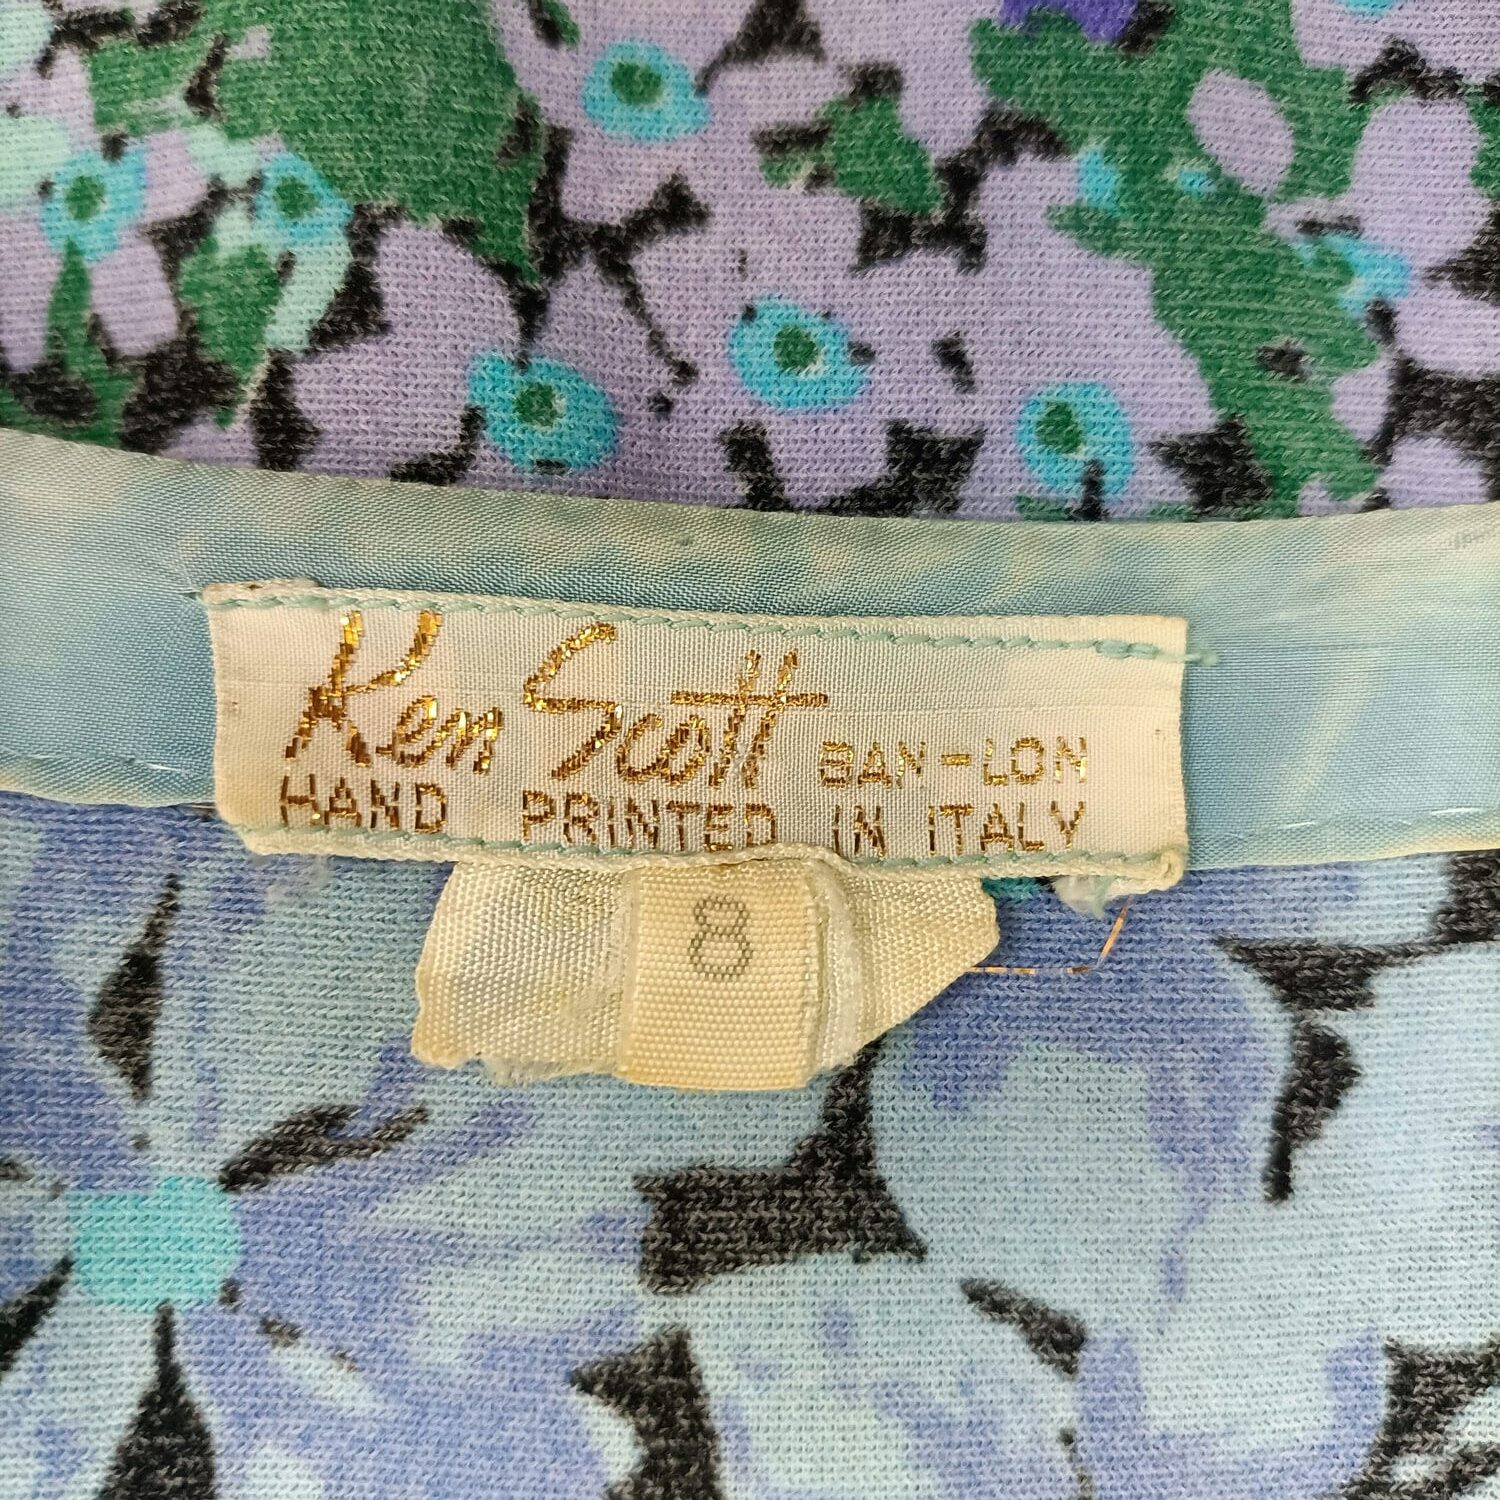 Ken Scott BAN-LON
HAND PRINTED IN ITALY
8